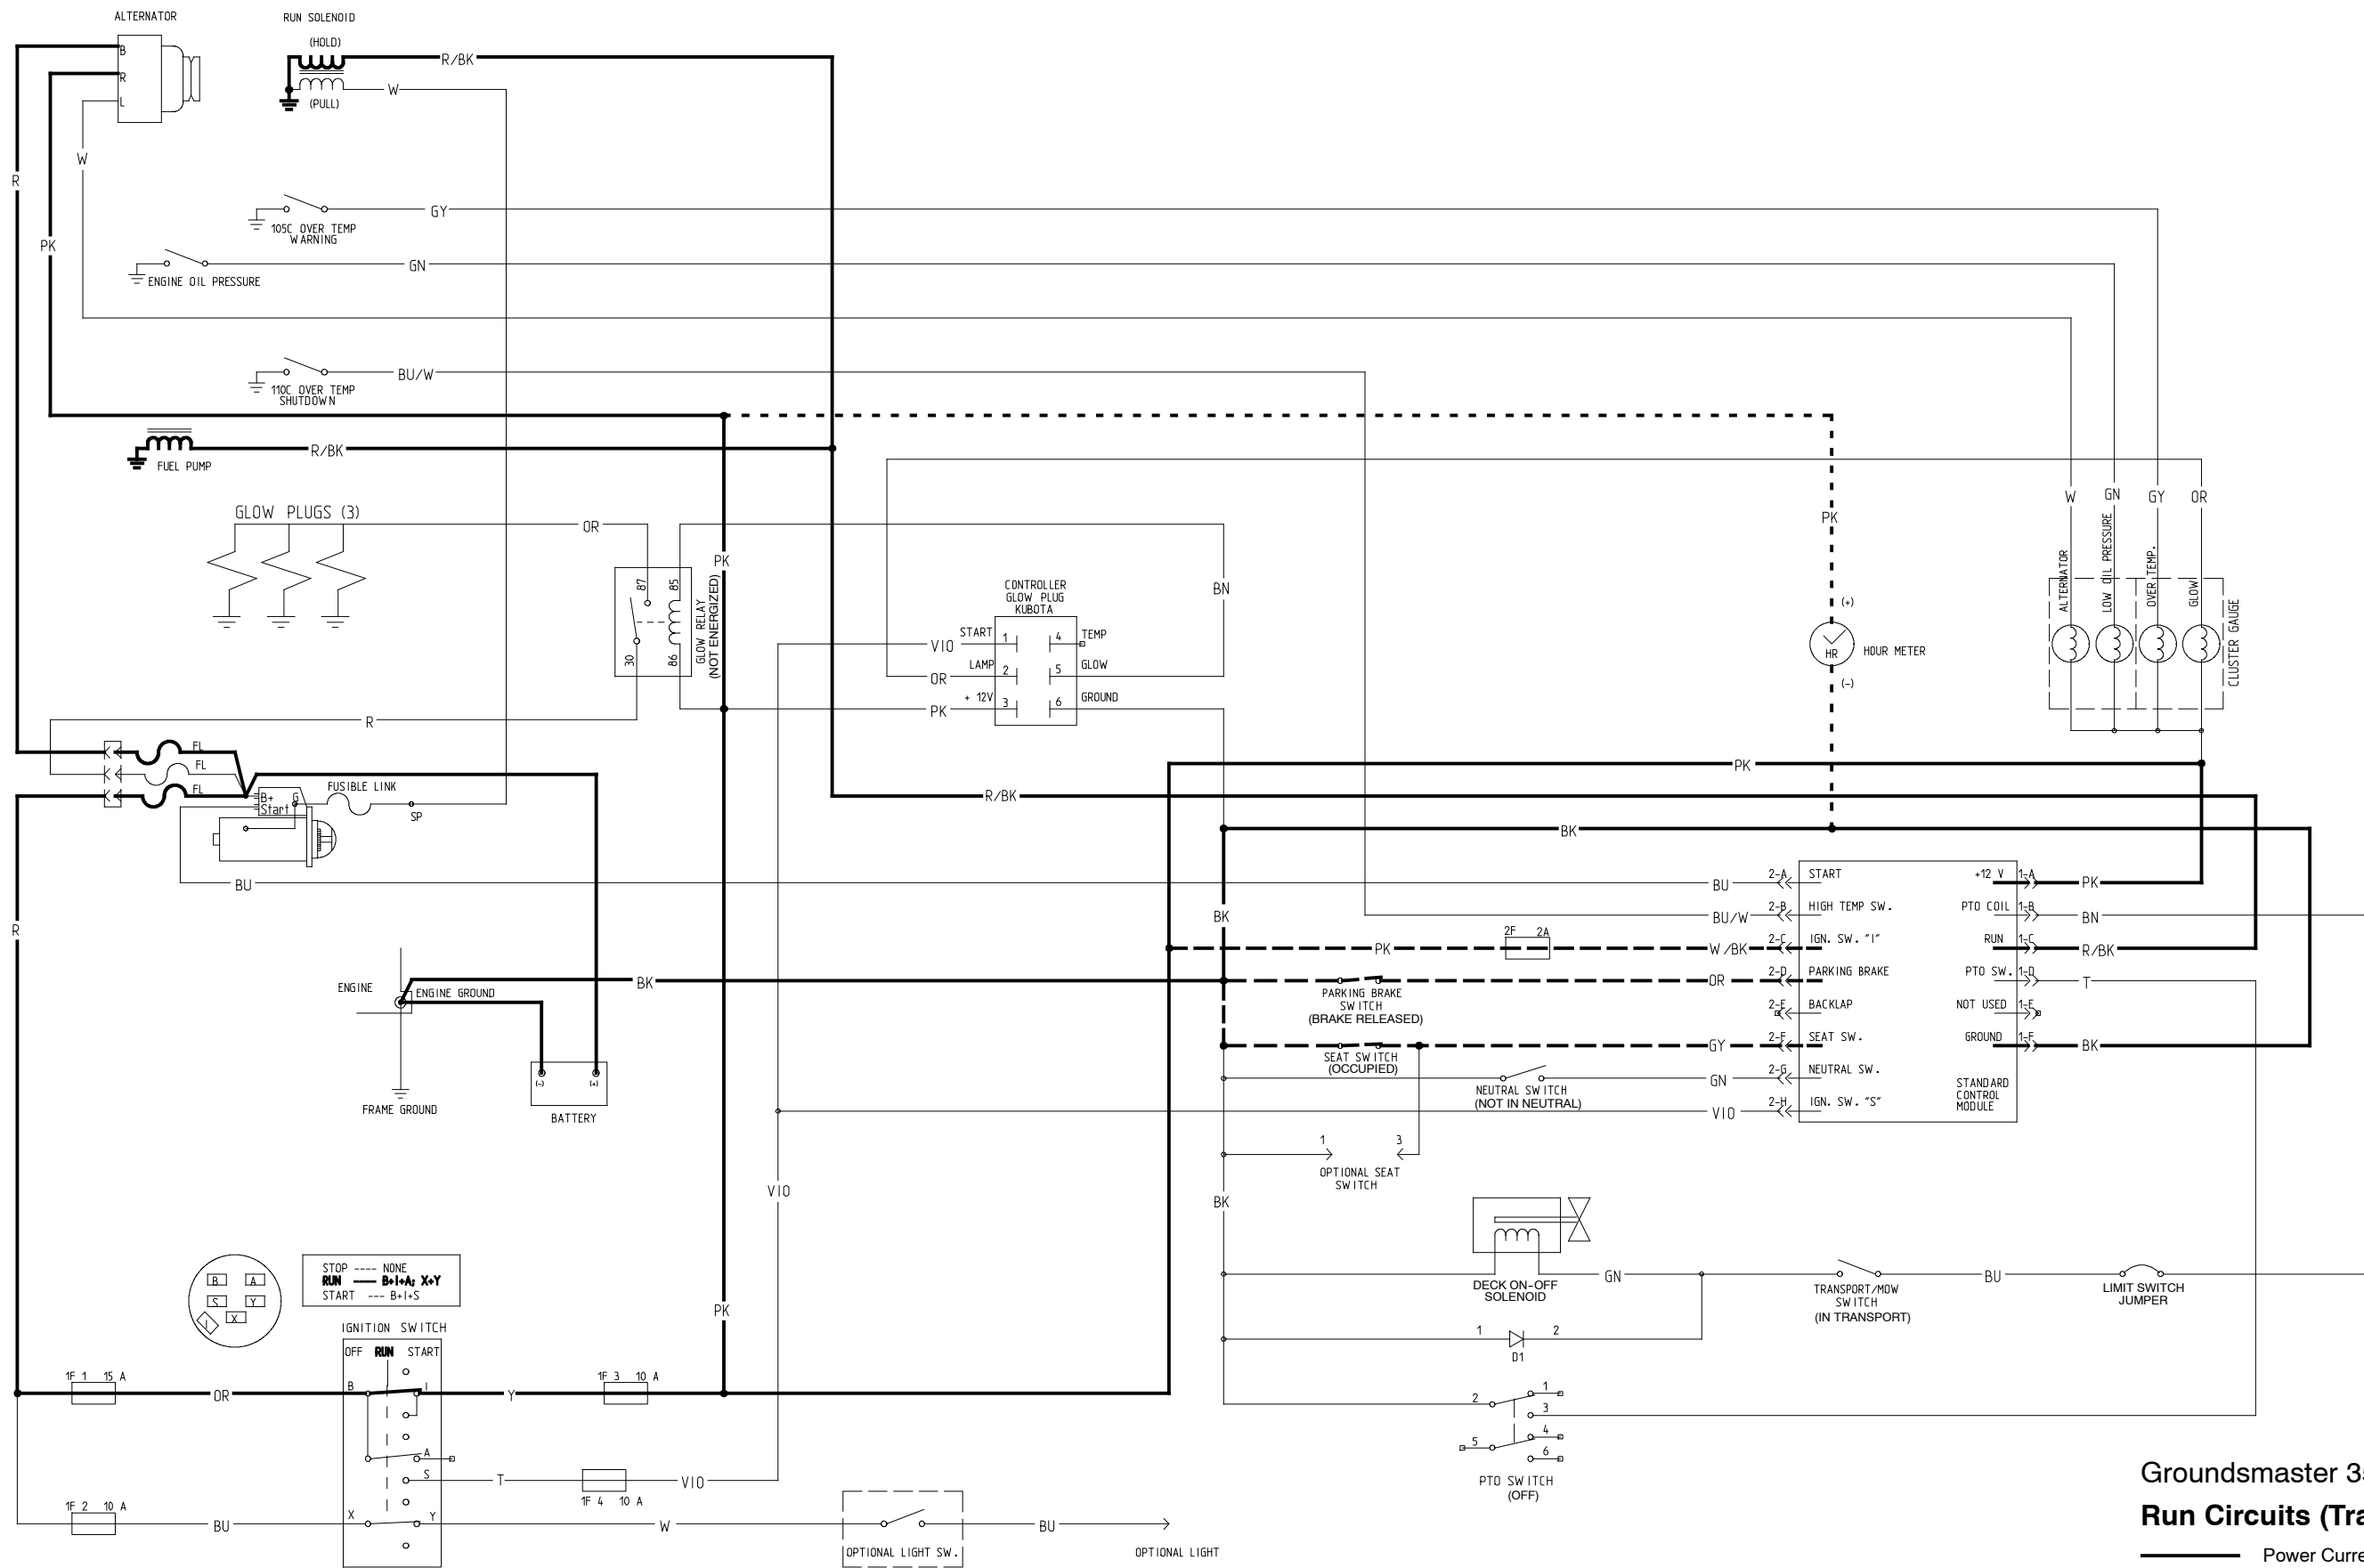 ALTERNATOR
RUN SOLENOID
(HOLD)
B
R/BK
R
W
L
(PULL)
W
R
GY
105C OVER TEMP
WARNING
PK
GN
ENGINE OIL PRESSURE
BU/W
110C OVER TEMP
SHUTDOWN
R/BK
FUEL PUMP
GLOW PLUGS (3)
OR
PK
87
85
30
86
GLOW RELAY
(NOT ENERGIZED)
CONTROLLER
GLOW PLUG
KUBOTA
BN
VIO
START
1
4
TEMP
OR
LAMP
2
5
GLOW
PK
+ 12V
3
6
GROUND
PK
(+)
HR
HOUR METER
(-)
W
GN
GY
OR
ALTERNATOR
LOW OIL PRESSURE
OVER TEMP.
GLOW
CLUSTER GAUGE
R
FL
FL
FL
FUSIBLE LINK
B+
G
Start
SP
PK
R/BK
BK
BU
BU
2-A
START
+12 V
1-A
PK
BK
BU/W
2-B
HIGH TEMP SW.
PTO COIL
1-B
BN
R
2F
2A
PK
W/BK
2-C
IGN. SW. "I"
RUN
1-C
R/BK
BK
OR
2-D
PARKING BRAKE
PTO SW.
1-D
T
ENGINE
ENGINE GROUND
PARKING BRAKE
SWITCH
(BRAKE RELEASED)
2-E
BACKLAP
NOT USED
1-E
GY
2-F
SEAT SW.
GROUND
1-F
BK
SEAT SWITCH
(OCCUPIED)
(-)
(+)
BATTERY
FRAME GROUND
GN
2-G
NEUTRAL SW.
NEUTRAL SWITCH
(NOT IN NEUTRAL)
STANDARD
CONTROL
MODULE
VIO
2-H
IGN. SW. "S"
1
3
OPTIONAL SEAT
SWITCH
VIO
BK
GN
DECK ON-OFF
SOLENOID
BU
TRANSPORT/MOW
SWITCH
(IN TRANSPORT)
LIMIT SWITCH
JUMPER
1
2
D1
B
A
S
Y
I
X
STOP ---- NONE
RUN ---- B+I+A; X+Y
START --- B+I+S
PK
IGNITION SWITCH
OFF RUN START
1F 1 15 A
OR
B
I
Y
1F 3 10 A
A
S
T
1F 4 10 A
VIO
1F 2 10 A
BU
X
Y
W
OPTIONAL LIGHT SW.
BU
OPTIONAL LIGHT
2
1
3
4
5
6
PTO SWITCH
(OFF)
Groundsmaster 35
Run Circuits (Tra
Power Curre